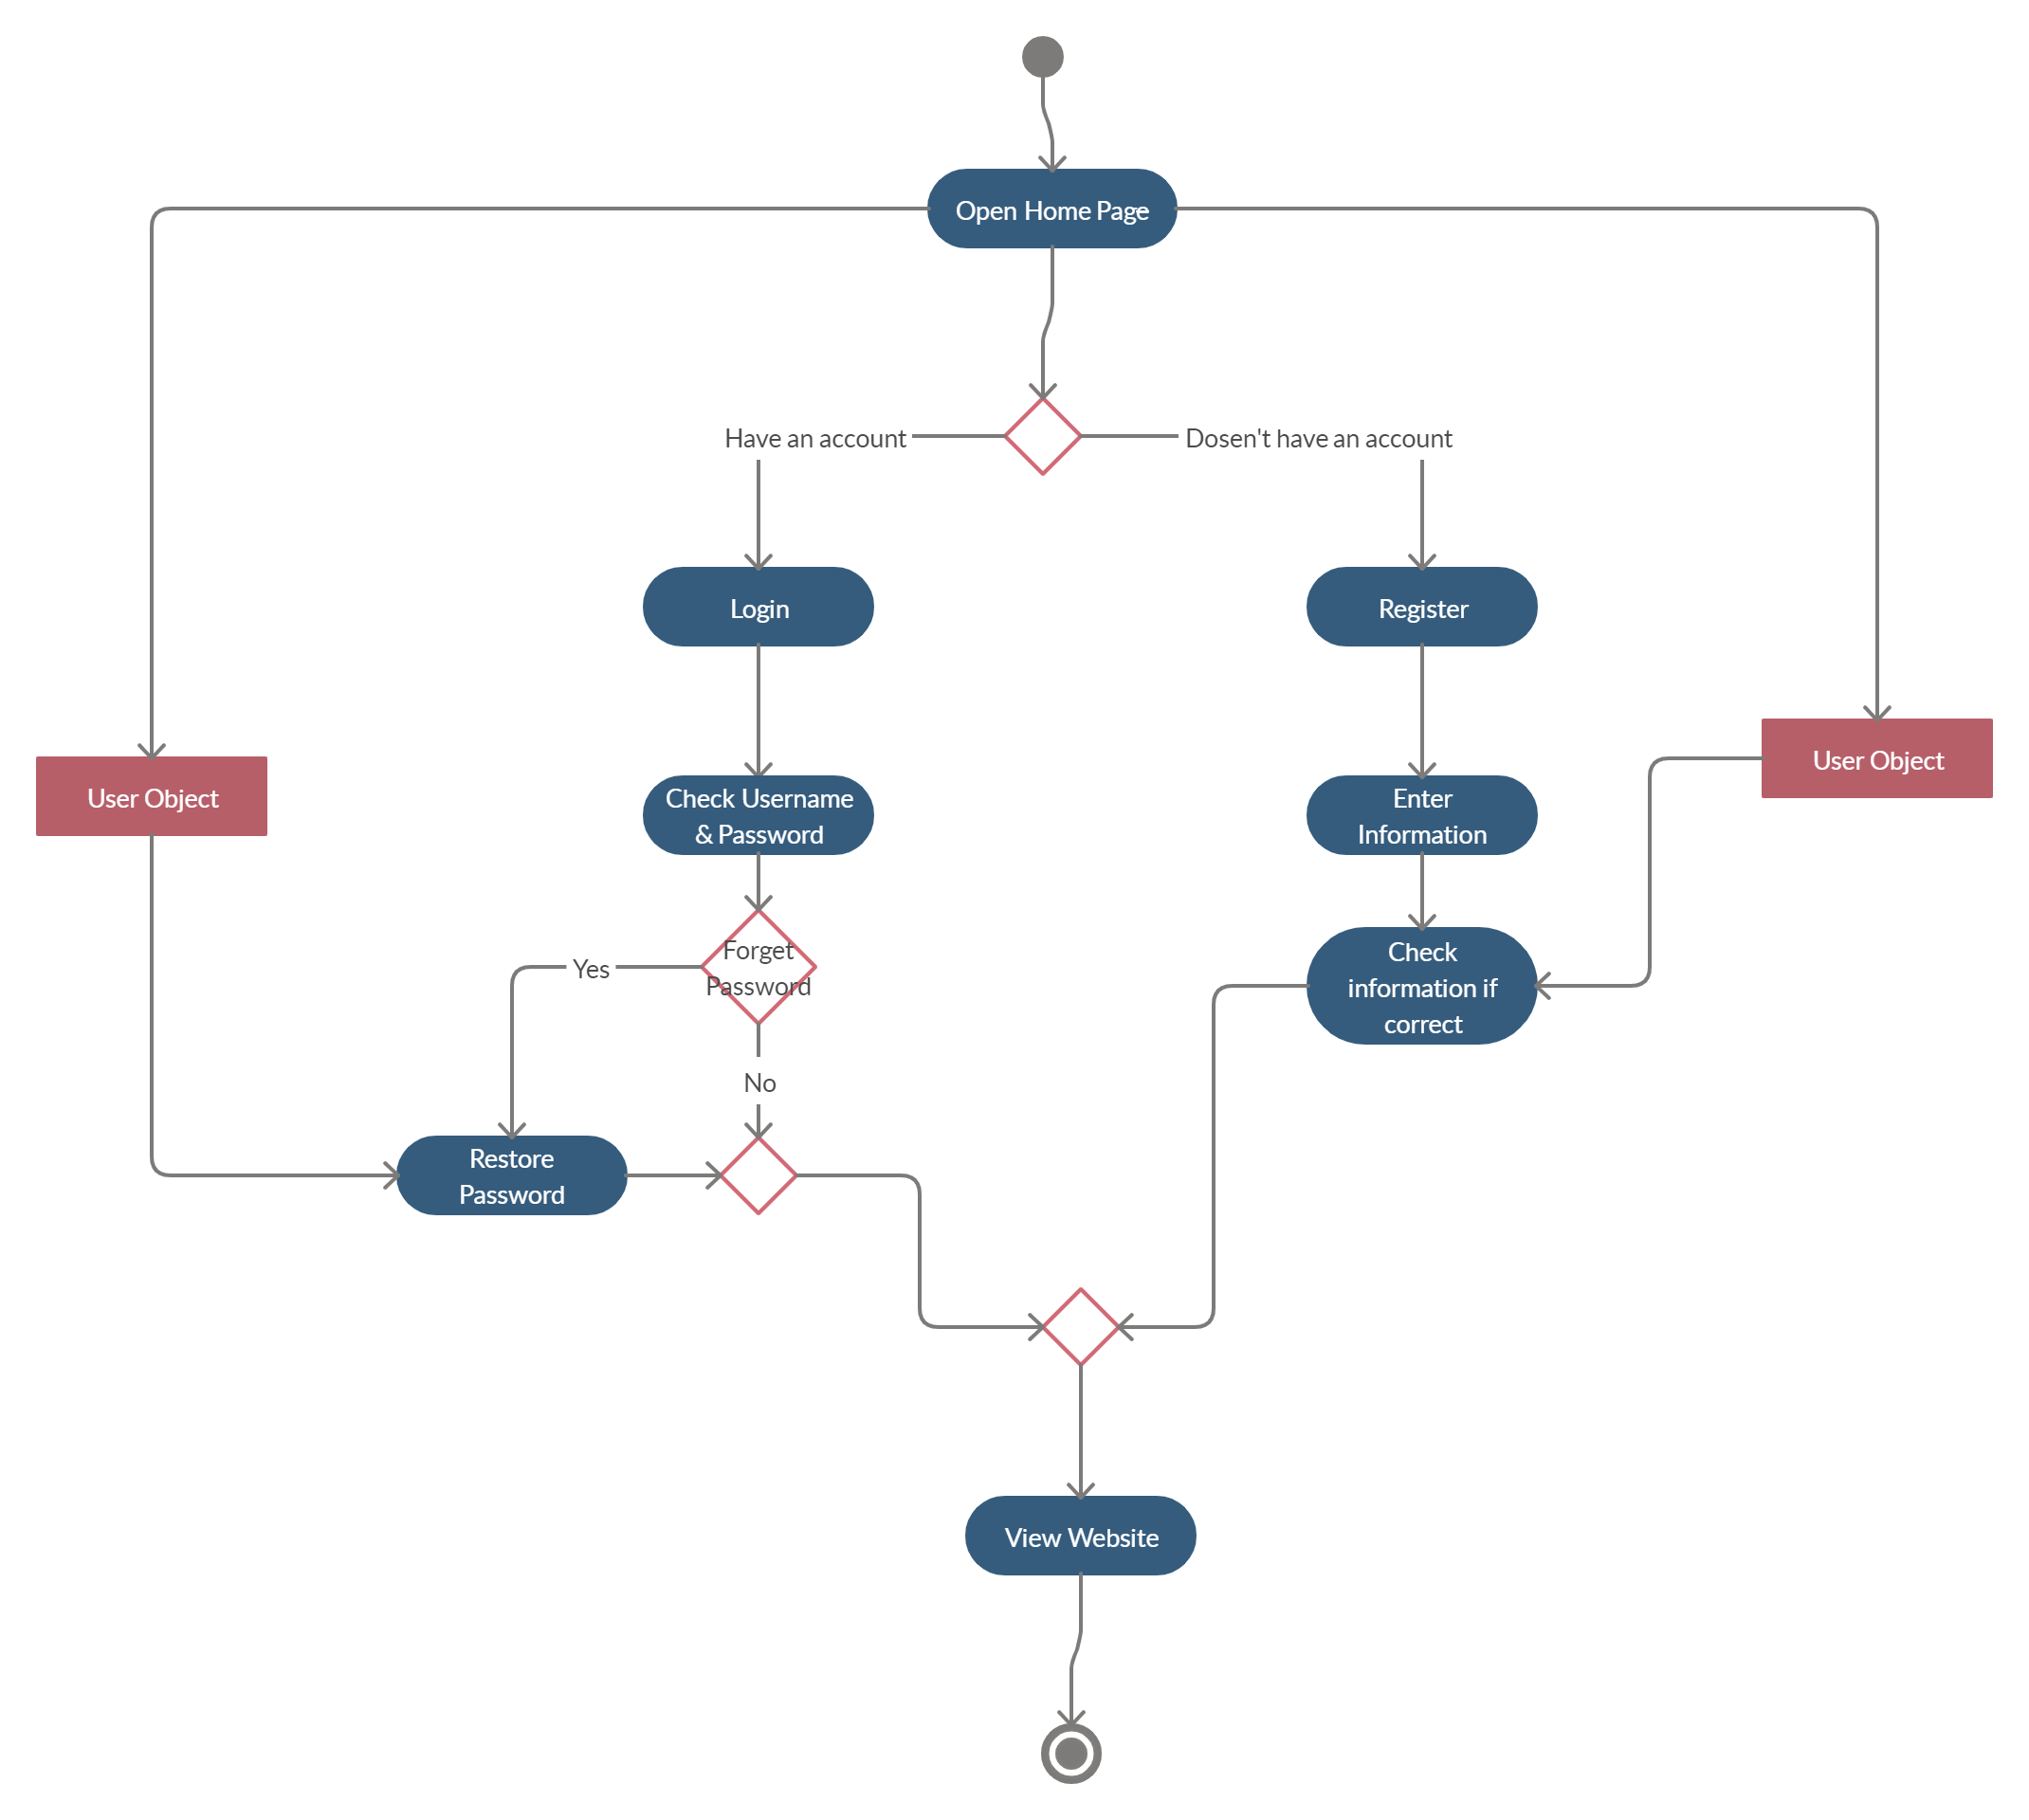 Open Home Page
Have an account
Dosen't have an account
Login
Register
User Object
User Object
Check Username
& Password
Enter
Information
Forget
Password
Yes
Check
information if
correct
No
Restore
Password
View Website